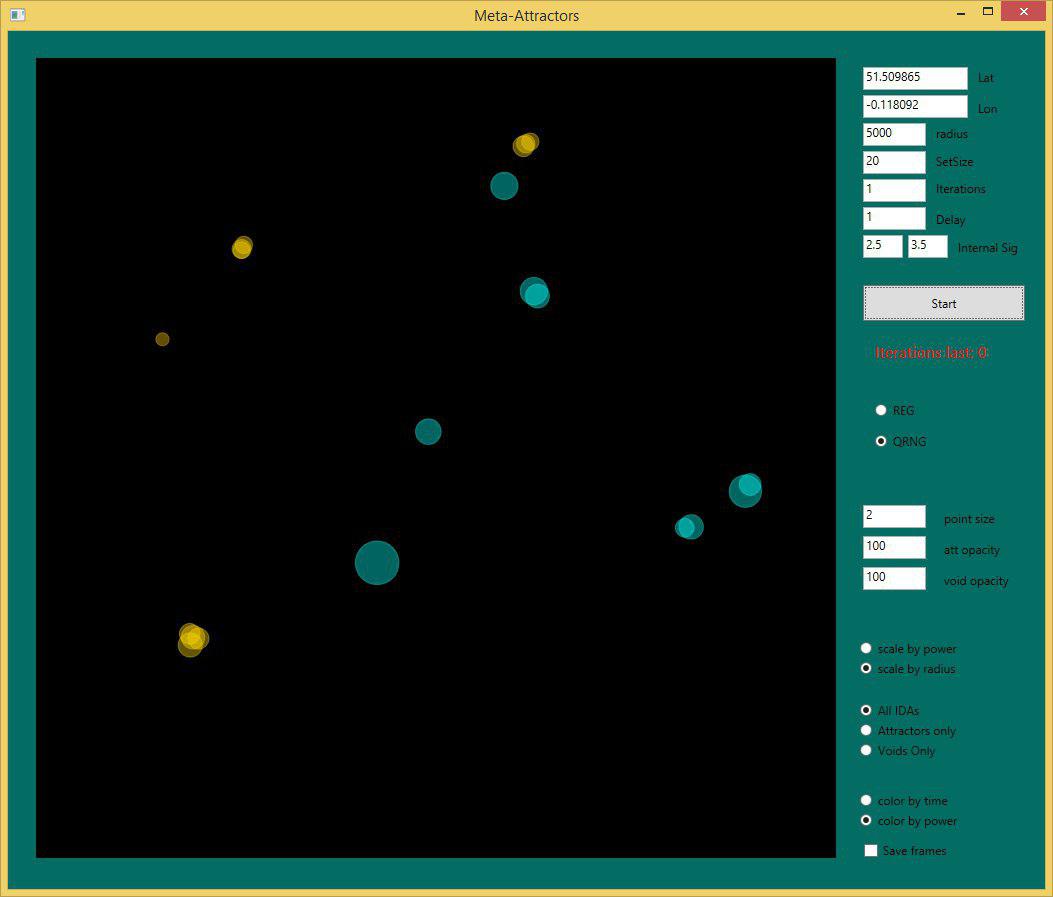 Meta-Attractors
51.509865 Lat
-0.118092 Lon
5000 radius
20 SetSize
1 Iterations
1 Delay
2.5 3.5 Internal Sig
Start
Iterations last: 0
REG
QRNG
2 point size
100 att opacity
100 void opacity
scale by power
scale by radius
All IDAs
Attractors only
Voids Only
color by time
color by power
Save frames